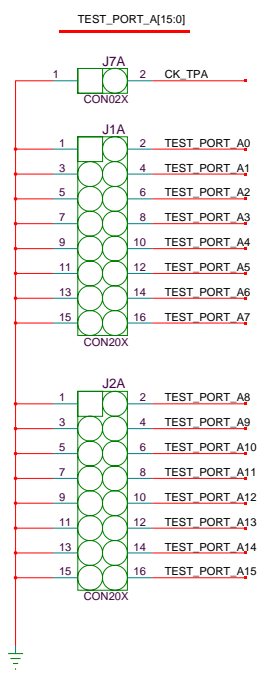 TEST_PORT_A[15:0]
J7A
1 2 CK_TPA
CON02X
J1A
1 2 TEST_PORT_A0
3 4 TEST_PORT_A1
5 6 TEST_PORT_A2
7 8 TEST_PORT_A3
9 10 TEST_PORT_A4
11 12 TEST_PORT_A5
13 14 TEST_PORT_A6
15 16 TEST_PORT_A7
CON20X
J2A
1 2 TEST_PORT_A8
3 4 TEST_PORT_A9
5 6 TEST_PORT_A10
7 8 TEST_PORT_A11
9 10 TEST_PORT_A12
11 12 TEST_PORT_A13
13 14 TEST_PORT_A14
15 16 TEST_PORT_A15
CON20X